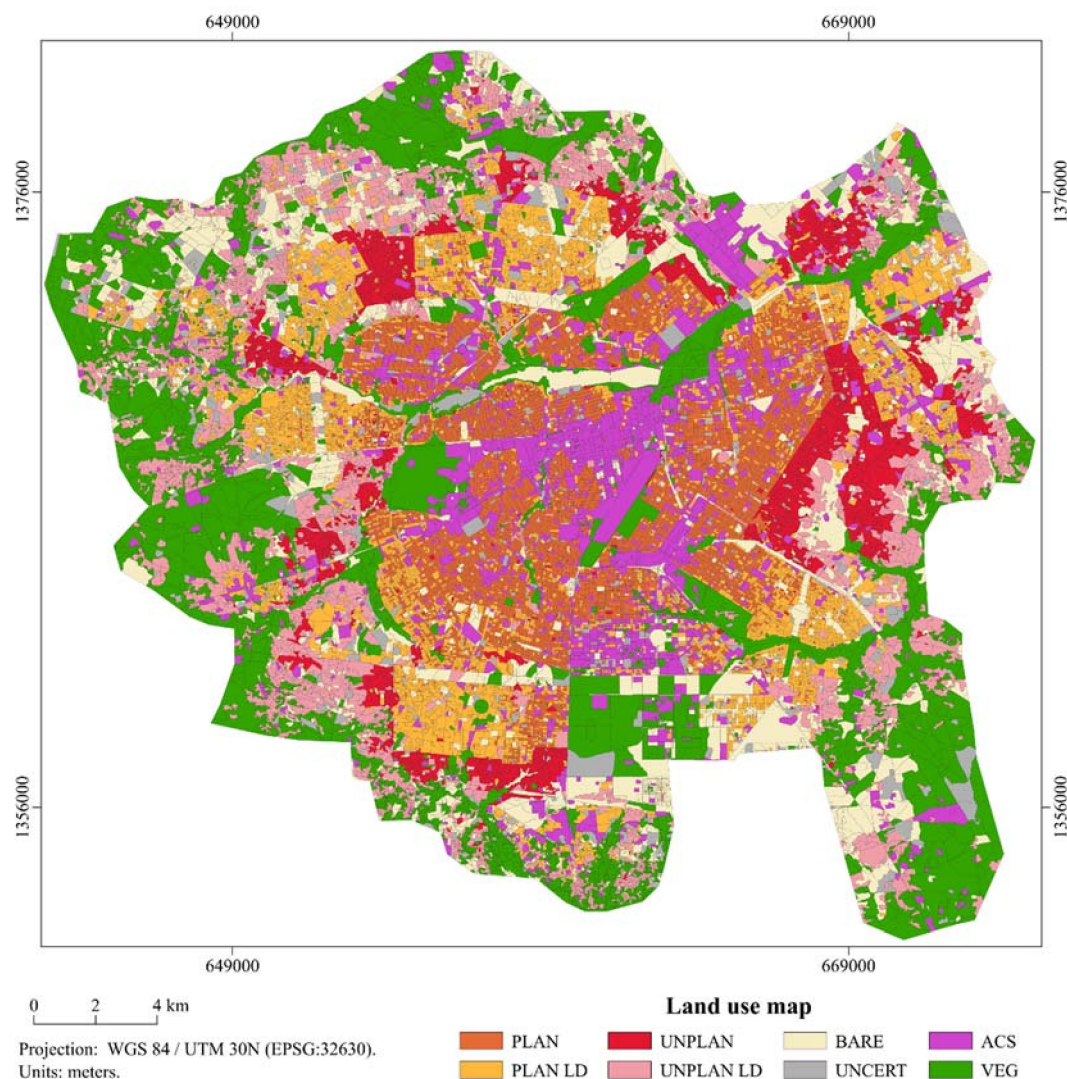 649000 669000
1376000 1376000
1356000 1356000
649000 669000
0 2 4 km
Projection: WGS 84 / UTM 30N (EPSG:32630).
Units: meters.
Land use map
PLAN UNPLAN BARE ACS
PLAN LD UNPLAN LD UNCERT VEG